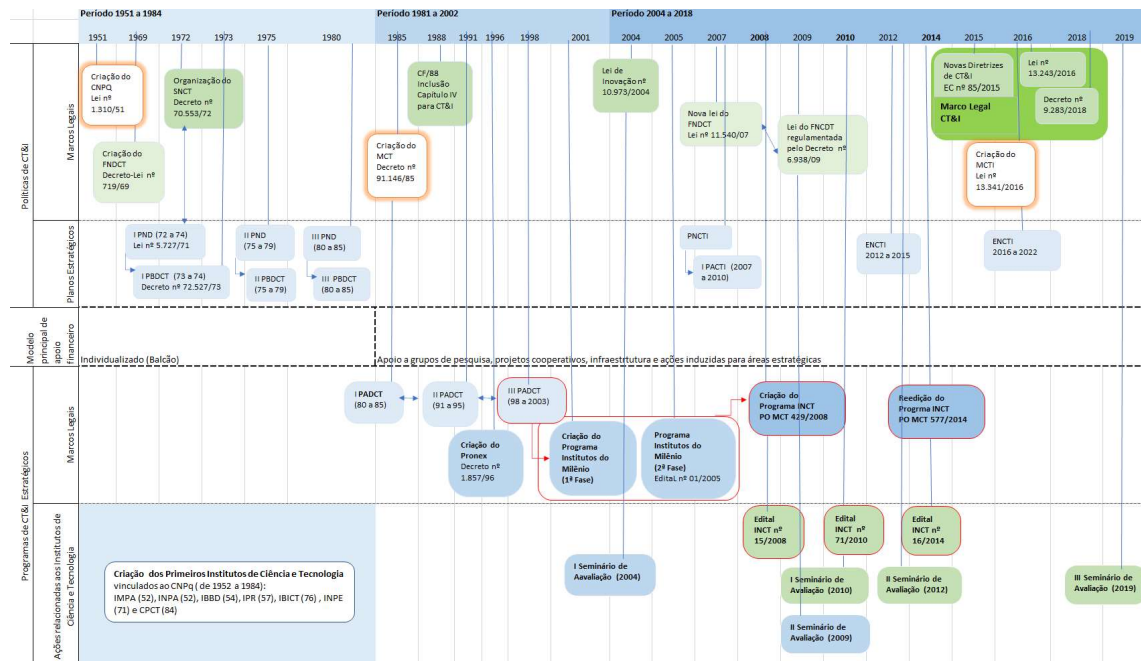 Período 1951 a 1984
Período 1981 a 2002
Período 2004 a 2018
1951
1969
1972
1973
1975
1980
1985
1988
1991
1996
1998
2001
2004
2005
2007
2008
2009
2010
2012
2014
2015
2016
2018
2019
Políticas de CT&I
Marcos Legais
Criação do
CNPQ
Lei nº
1.310/51
Criação do
FNDCT
Decreto-Lei nº
719/69
Organização do
SNCT
Decreto nº
70.553/72
Criação do
MCT
Decreto nº
91.146/85
CF/88
Inclusão
Capítulo IV
para CT&I
Lei de
Inovação nº
10.973/2004
Nova lei do
FNDCT
Lei nº 11.540/07
Lei do FNCDT
regulamentada
pelo Decreto nº
6.938/09
Novas Diretrizes
de CT&I
EC nº 85/2015
Marco Legal
CT&I
Lei nº
13.243/2016
Decreto nº
9.283/2018
Criação do
MCTI
Lei nº
13.341/2016
Planos Estratégicos
I PND (72 a 74)
Lei nº 5.727/71
I PBDCT (73 a 74)
Decreto nº 72.527/73
II PND
(75 a 79)
II PBDCT
(75 a 79)
III PND
(80 a 85)
III PBDCT
(80 a 85)
PNCTI
I PACTI (2007
a 2010)
ENCTI
2012 a 2015
ENCTI
2016 a 2022
Modelo
principal de
apoio
financeiro
Individualizado (Balcão)
Apoio a grupos de pesquisa, projetos cooperativos, infraestrtutura e ações induzidas para áreas estratégicas
Programas de CT&I Estratégicos
Marcos Legais
I PADCT
(80 a 85)
II PADCT
(91 a 95)
III PADCT
(98 a 2003)
Criação do
Pronex
Decreto nº
1.857/96
Criação do
Programa
Institutos do
Milênio
(1ª Fase)
Programa
Institutos do
Milênio
(2ª Fase)
EditaL nº 01/2005
Criação do
Programa INCT
PO MCT 429/2008
Reedição do
Progrma INCT
PO MCT 577/2014
Ações relacionadas aos Institutos de
Ciência e Tecnologia
Criação dos Primeiros Institutos de Ciência e Tecnologia
vinculados ao CNPq ( de 1952 a 1984):
IMPA (52), INPA (52), IBBD (54), IPR (57), IBICT (76) , INPE
(71) e CPCT (84)
I Seminário de
Aavaliação (2004)
Edital
INCT nº
15/2008
Edital
INCT nº
71/2010
Edital
INCT nº
16/2014
I Seminário de
Avaliação (2010)
II Seminário de
Avaliação (2012)
III Seminário de
Avaliação (2019)
II Seminário de
Avaliação (2009)